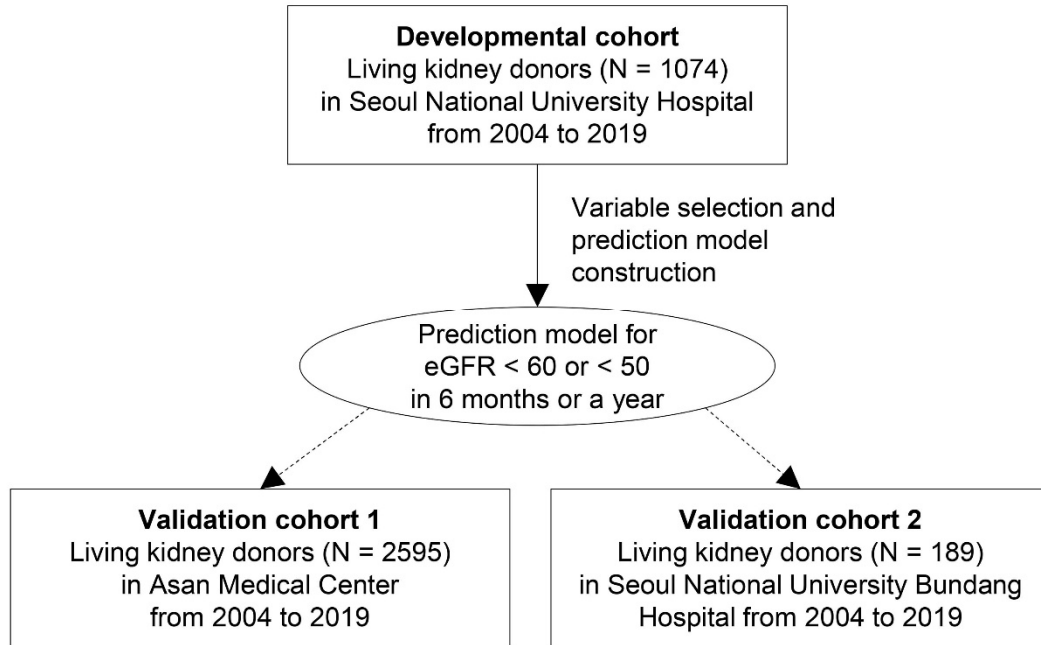 Developmental cohort
Living kidney donors (N = 1074)
in Seoul National University Hospital
from 2004 to 2019
Variable selection and
prediction model
construction
Prediction model for
eGFR < 60 or < 50
in 6 months or a year
Validation cohort 1
Living kidney donors (N = 2595)
in Asan Medical Center
from 2004 to 2019
Validation cohort 2
Living kidney donors (N = 189)
in Seoul National University Bundang
Hospital from 2004 to 2019